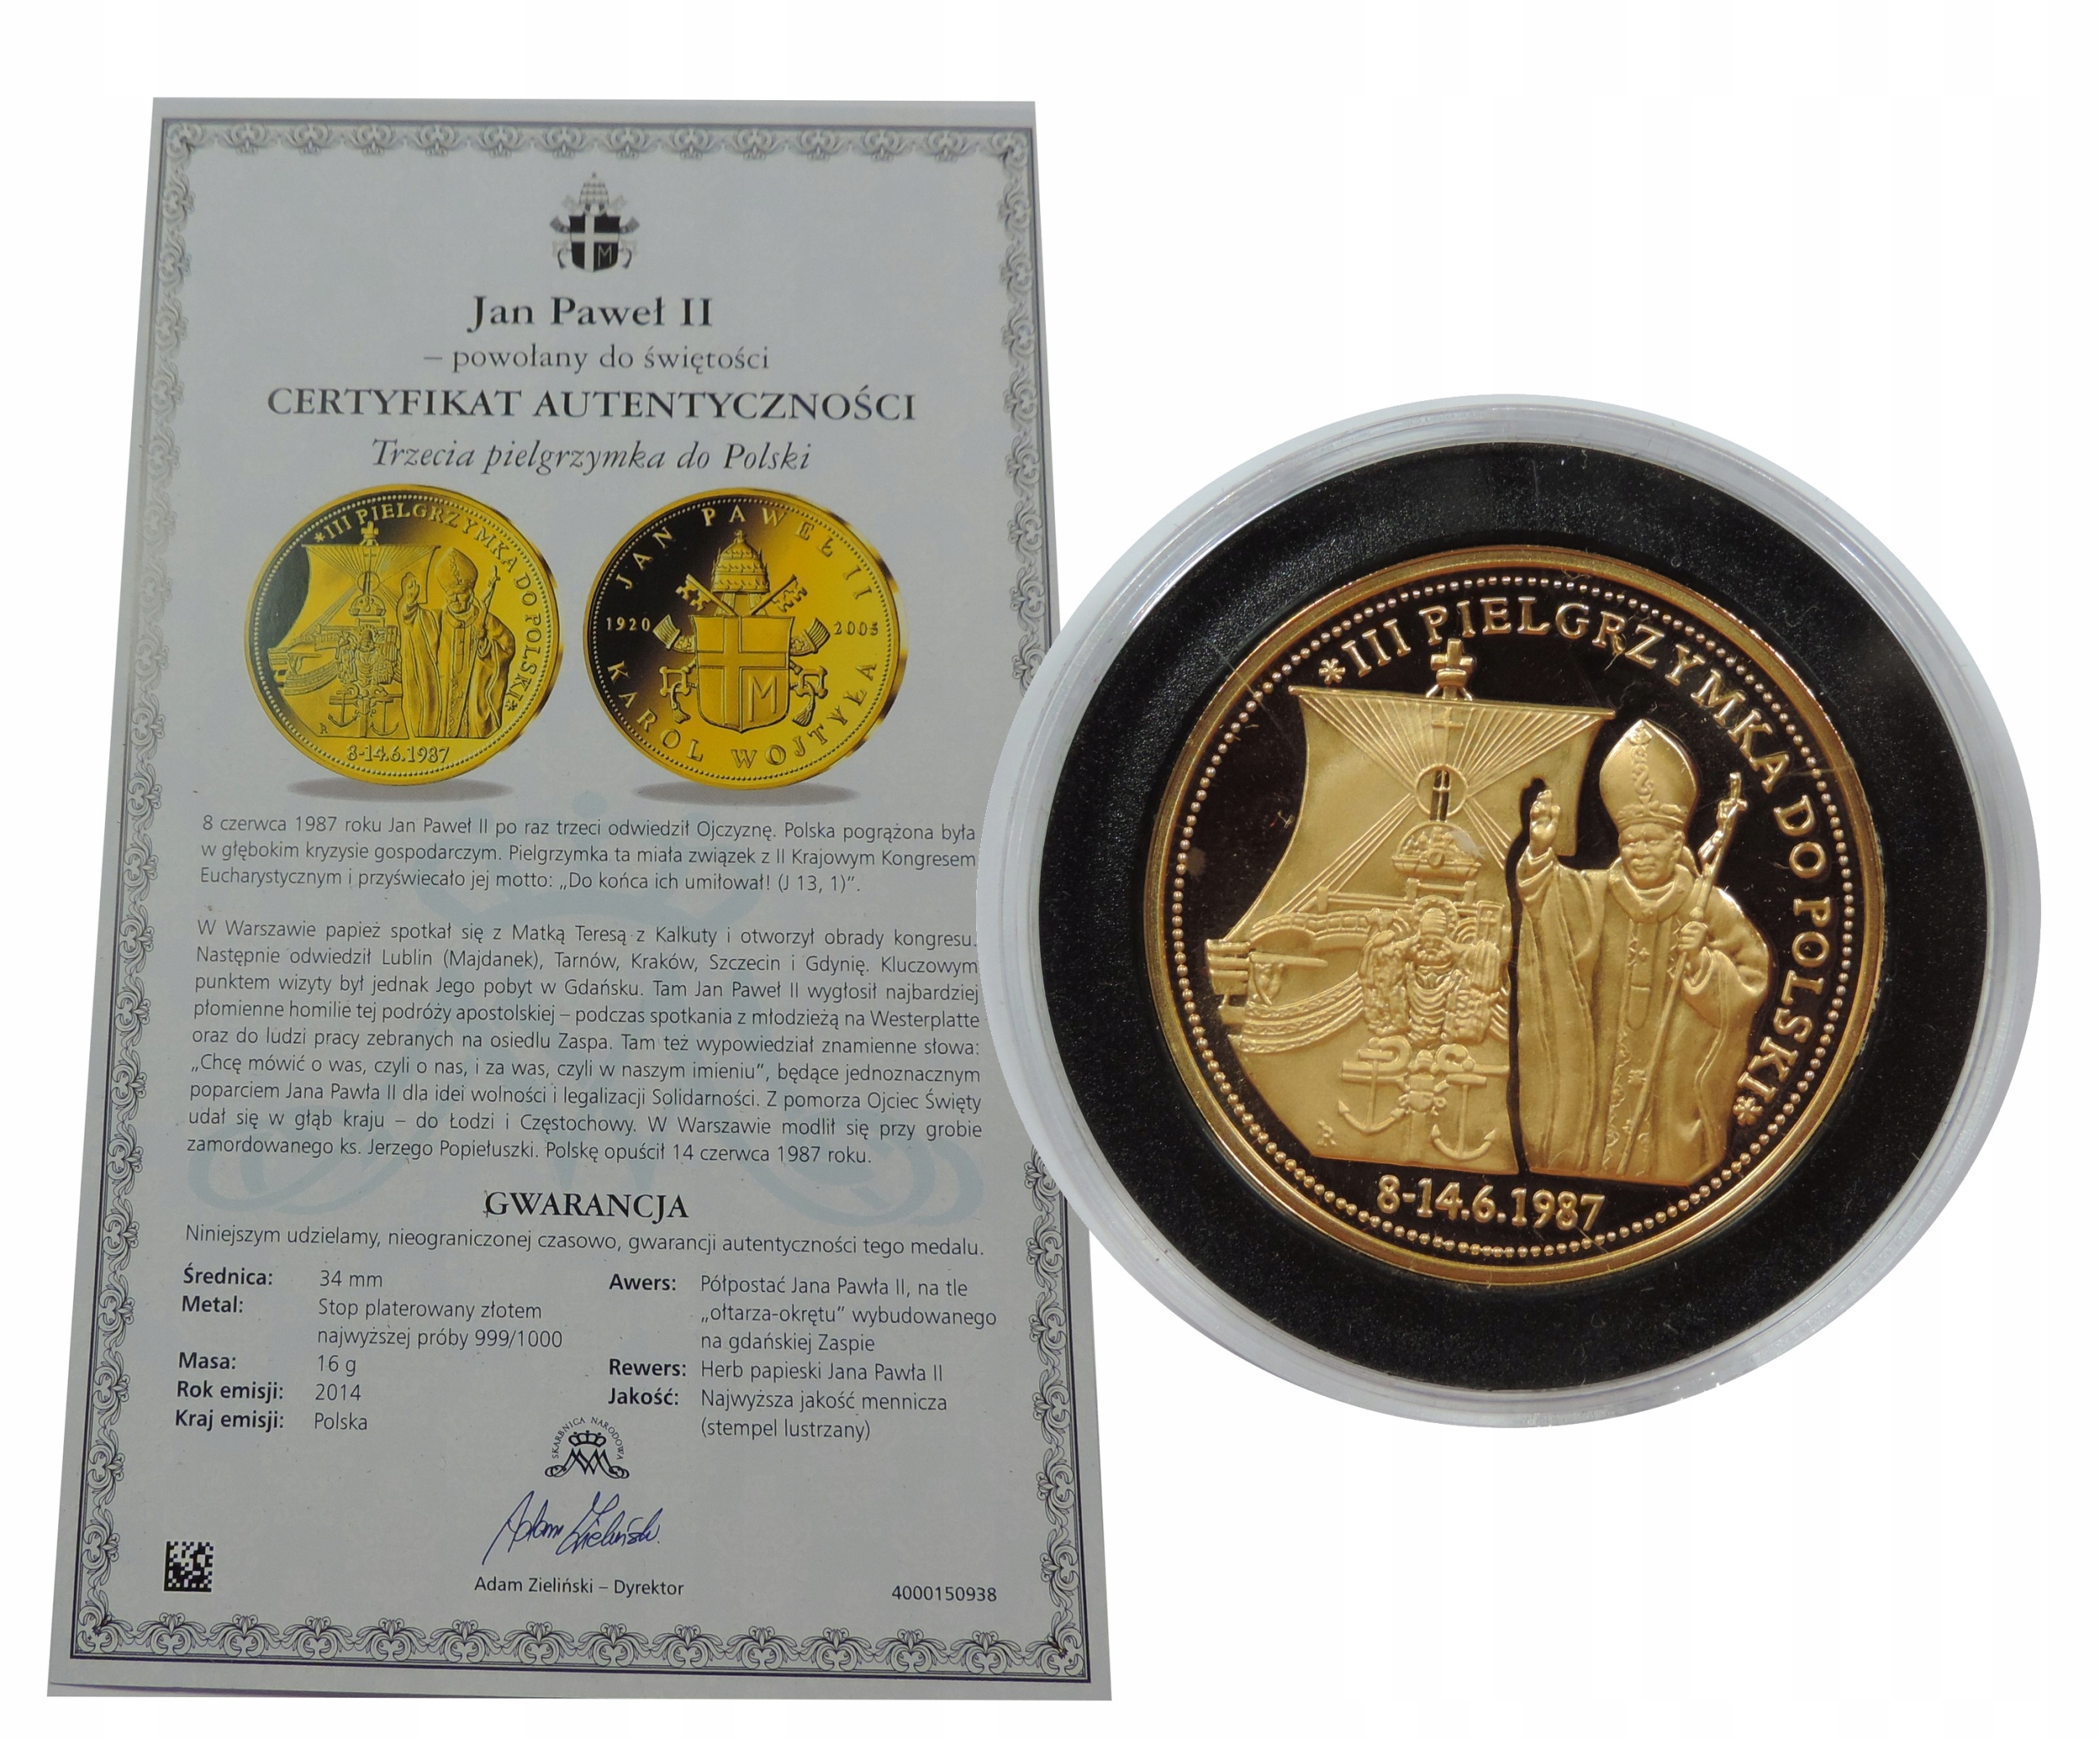 Jan Paweł II
– powołany do świętości
CERTYFIKAT AUTENTYCZNOŚCI
Trzecia pielgrzymka do Polski
*III PIELGRZYMKA DO POLSKI*
R
8-14.6.1987
JAN PAWEŁ II
1920 2005
KAROL WOJTYŁA
M
8 czerwca 1987 roku Jan Paweł II po raz trzeci odwiedził Ojczyznę. Polska pogrążona była
w głębokim kryzysie gospodarczym. Pielgrzymka ta miała związek z II Krajowym Kongresem
Eucharystycznym i przyświecało jej motto: „Do końca ich umiłował! (J 13, 1)”.
W Warszawie papież spotkał się z Matką Teresą z Kalkuty i otworzył obrady kongresu.
Następnie odwiedził Lublin (Majdanek), Tarnów, Kraków, Szczecin i Gdynię. Kluczowym
punktem wizyty był jednak Jego pobyt w Gdańsku. Tam Jan Paweł II wygłosił najbardziej
płomienne homilie tej podróży apostolskiej – podczas spotkania z młodzieżą na Westerplatte
oraz do ludzi pracy zebranych na osiedlu Zaspa. Tam też wypowiedział znamienne słowa:
„Chcę mówić o was, czyli o nas, i za was, czyli w naszym imieniu”, będące jednoznacznym
poparciem Jana Pawła II dla idei wolności i legalizacji Solidarności. Z pomorza Ojciec Święty
udał się w głąb kraju – do Łodzi i Częstochowy. W Warszawie modlił się przy grobie
zamordowanego ks. Jerzego Popiełuszki. Polskę opuścił 14 czerwca 1987 roku.
GWARANCJA
Niniejszym udzielamy, nieograniczonej czasowo, gwarancji autentyczności tego medalu.
Średnica: 34 mm
Metal: Stop platerowany złotem
najwyższej próby 999/1000
Masa: 16 g
Rok emisji: 2014
Kraj emisji: Polska
Awers: Półpostać Jana Pawła II, na tle
„ołtarza-okrętu” wybudowanego
na gdańskiej Zaspie
Rewers: Herb papieski Jana Pawła II
Jakość: Najwyższa jakość mennicza
(stempel lustrzany)
SKARBNICA NARODOWA
Adam Zieliński
Adam Zieliński – Dyrektor
4000150938
*III PIELGRZYMKA DO POLSKI*
R
8-14.6.1987